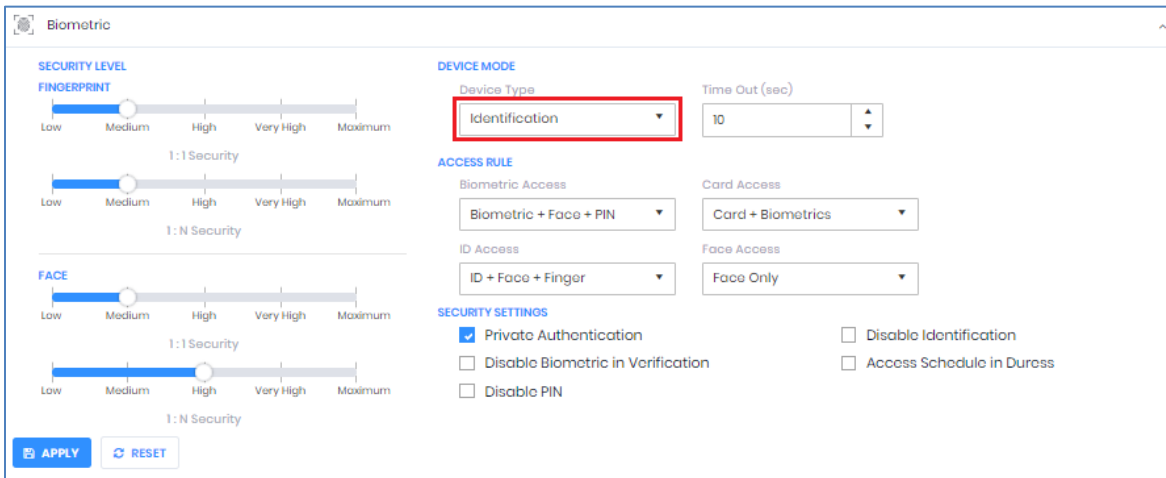 Biometric
SECURITY LEVEL
FINGERPRINT
Low Medium High Very High Maximum
1 : 1 Security
Low Medium High Very High Maximum
1 : N Security
FACE
Low Medium High Very High Maximum
1 : 1 Security
Low Medium High Very High Maximum
1 : N Security
DEVICE MODE
Device Type Time Out (sec)
Identification 10
ACCESS RULE
Biometric Access Card Access
Biometric + Face + PIN Card + Biometrics
ID Access Face Access
ID + Face + Finger Face Only
SECURITY SETTINGS
Private Authentication Disable Identification
Disable Biometric in Verification Access Schedule in Duress
Disable PIN
APPLY RESET